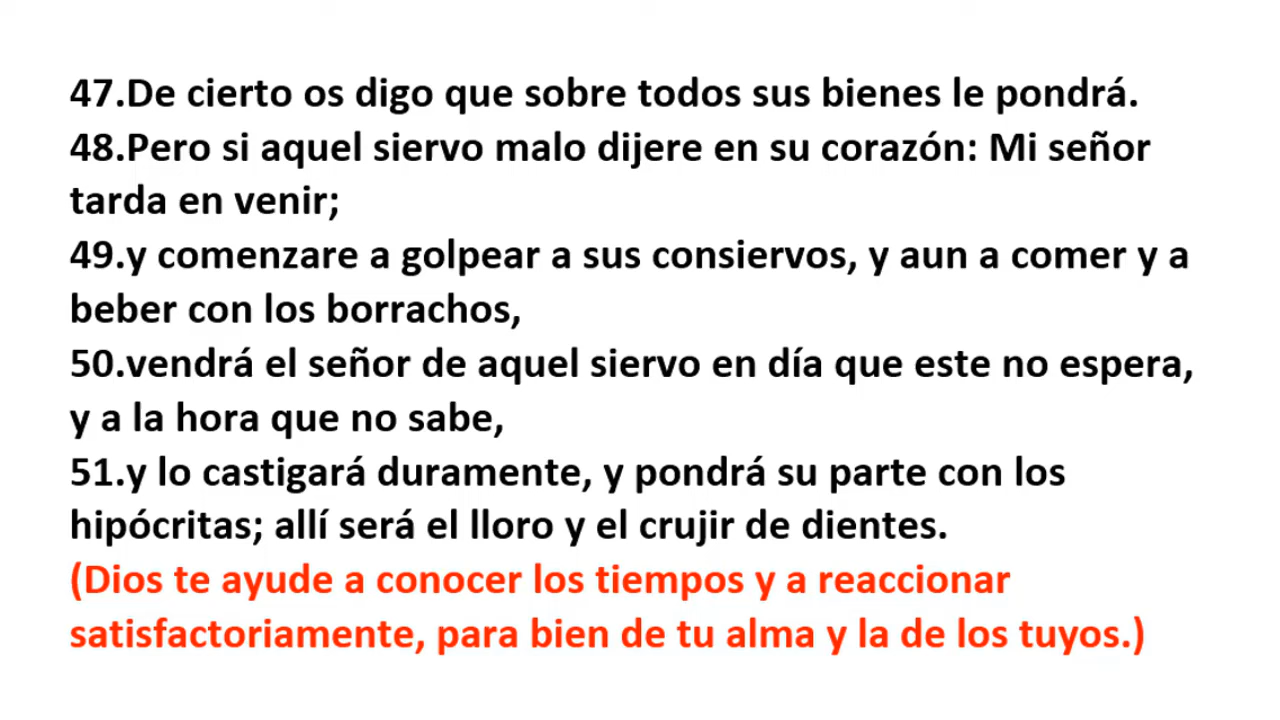 47.De cierto os digo que sobre todos sus bienes le pondrá.
48.Pero si aquel siervo malo dijere en su corazón: Mi señor
tarda en venir;
49.y comenzare a golpear a sus consiervos, y aun a comer y a
beber con los borrachos,
50.vendrá el señor de aquel siervo en día que este no espera,
y a la hora que no sabe,
51.y lo castigará duramente, y pondrá su parte con los
hipócritas; allí será el lloro y el crujir de dientes.
(Dios te ayude a conocer los tiempos y a reaccionar
satisfactoriamente, para bien de tu alma y la de los tuyos.)